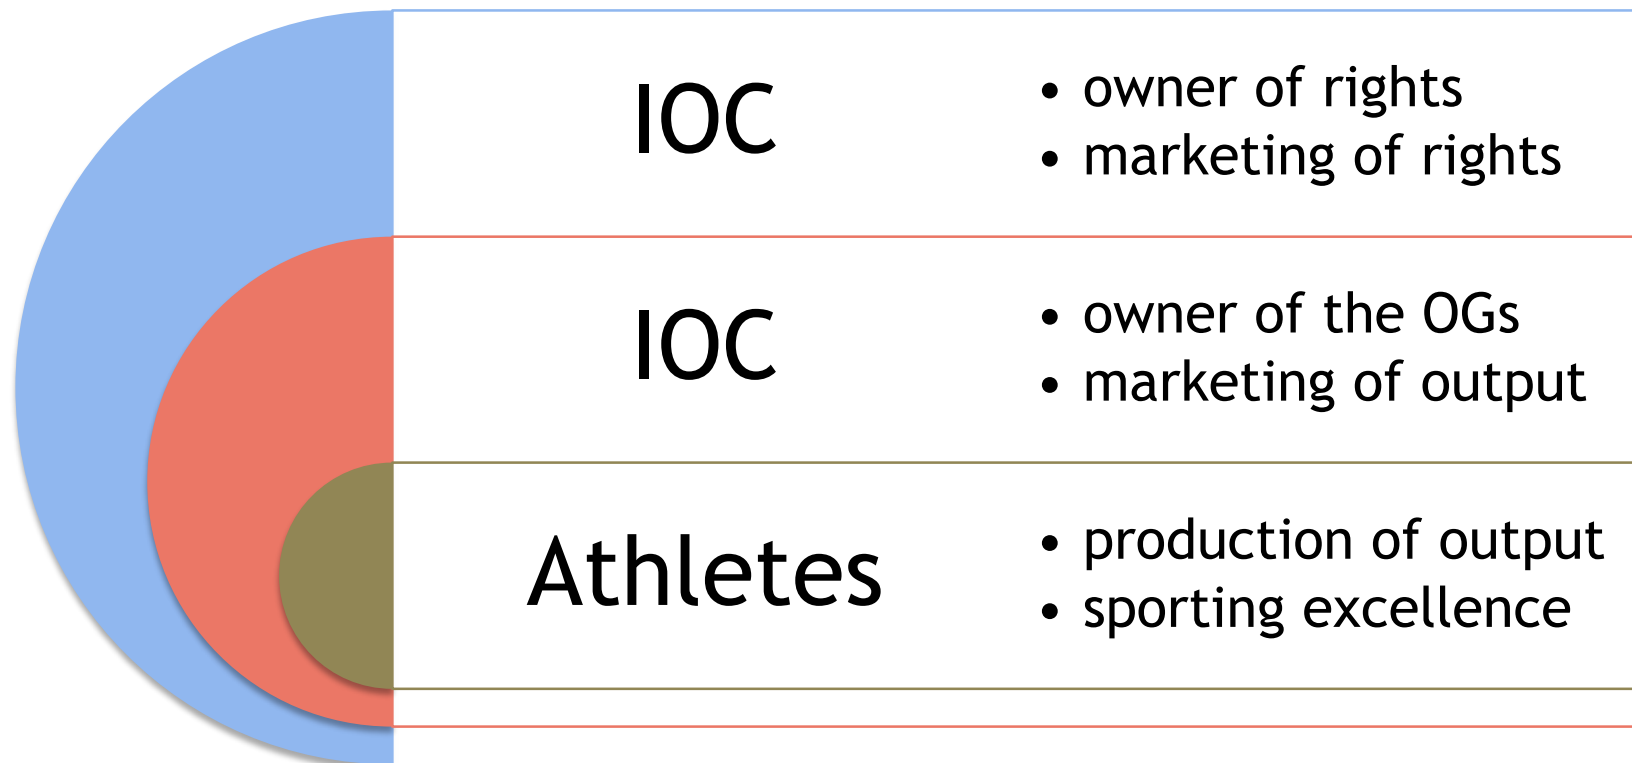 IOC
• owner of rights
• marketing of rights
IOC
• owner of the OGs
• marketing of output
Athletes
• production of output
• sporting excellence